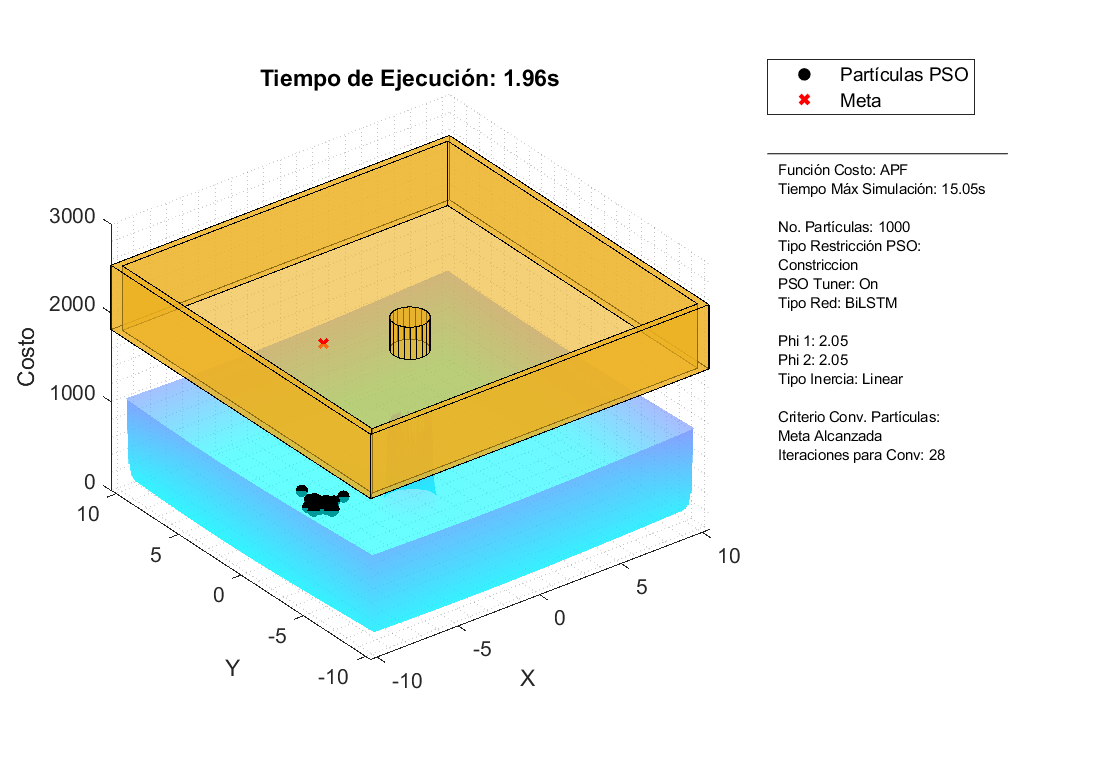 Tiempo de Ejecución: 1.96s
Partículas PSO
Meta
Función Costo: APF
Tiempo Máx Simulación: 15.05s
No. Partículas: 1000
Tipo Restricción PSO:
Constriccion
PSO Tuner: On
Tipo Red: BiLSTM
Phi 1: 2.05
Phi 2: 2.05
Tipo Inercia: Linear
Criterio Conv. Partículas:
Meta Alcanzada
Iteraciones para Conv: 28
3000
2000
1000
0
Costo
10
5
0
-5
-10
Y
-10
-5
0
5
10
X